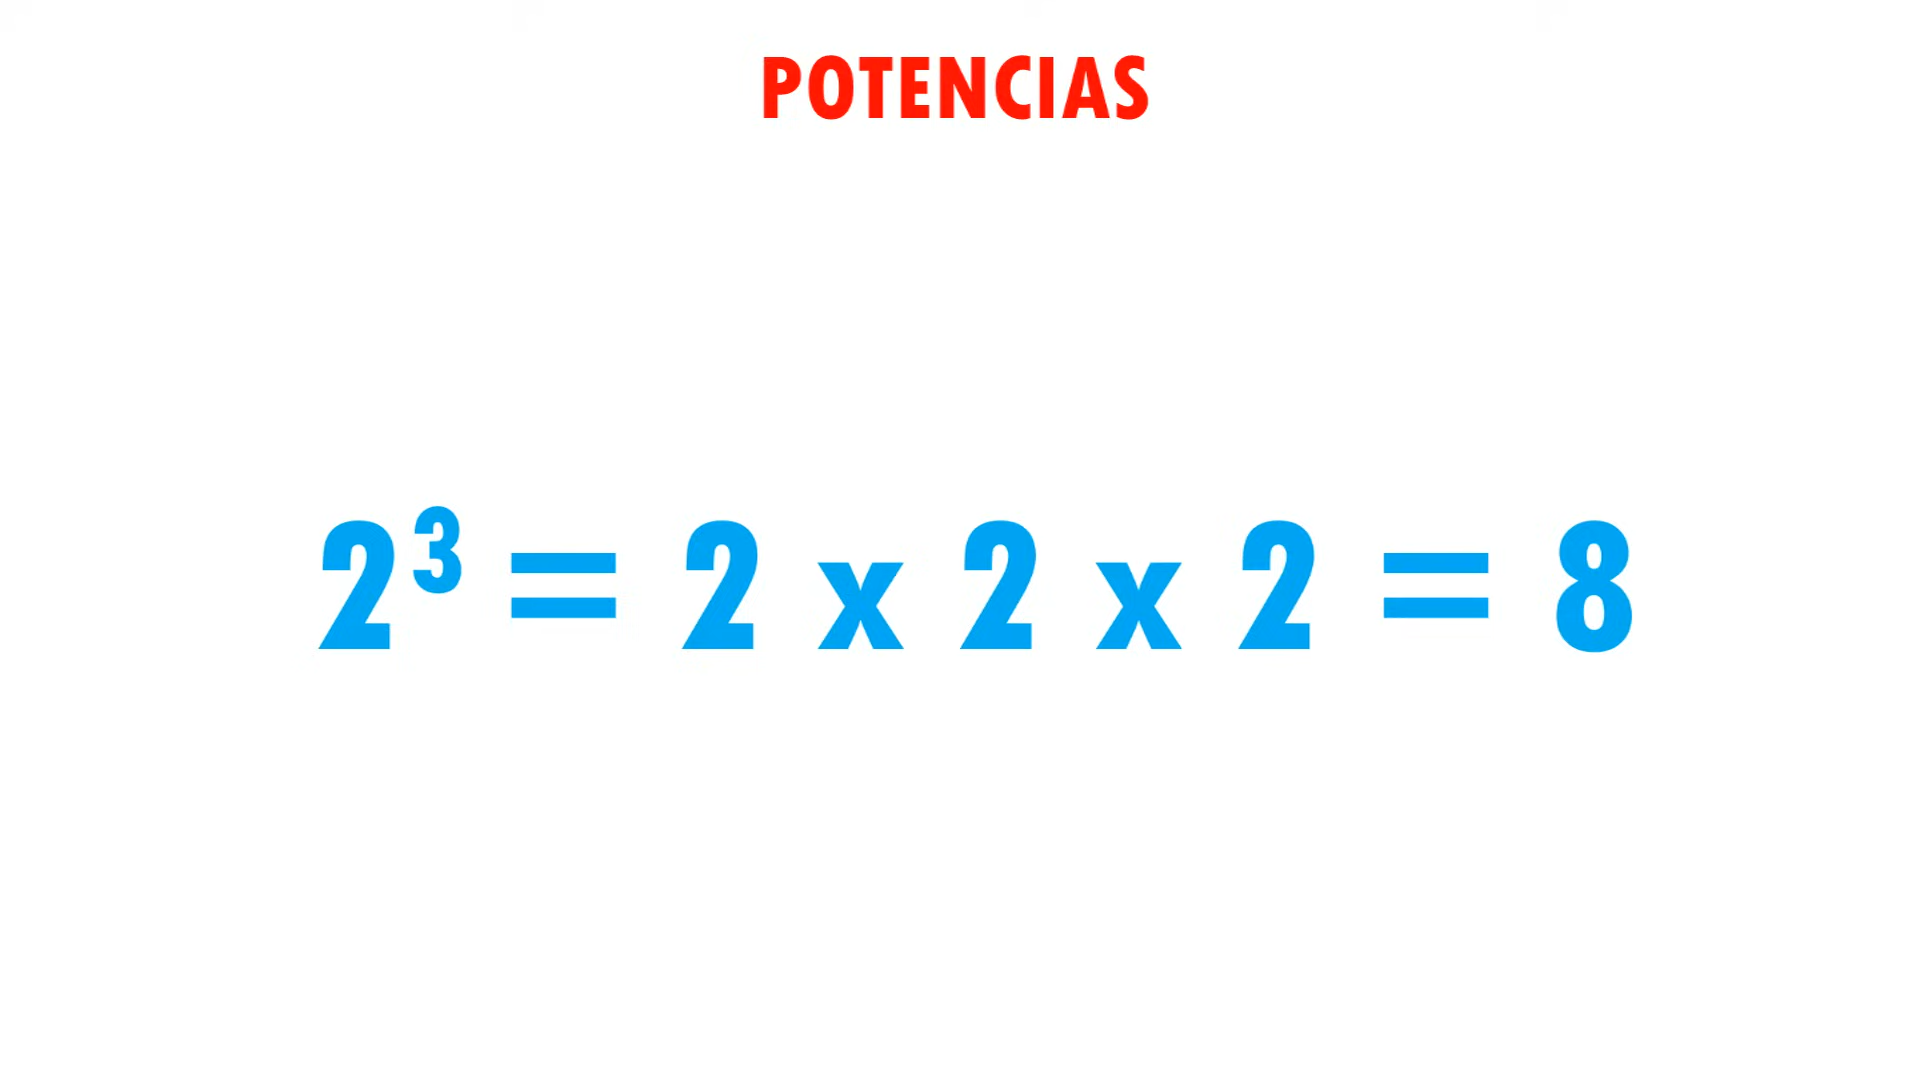 POTENCIAS
2³ = 2 x 2 x 2 = 8